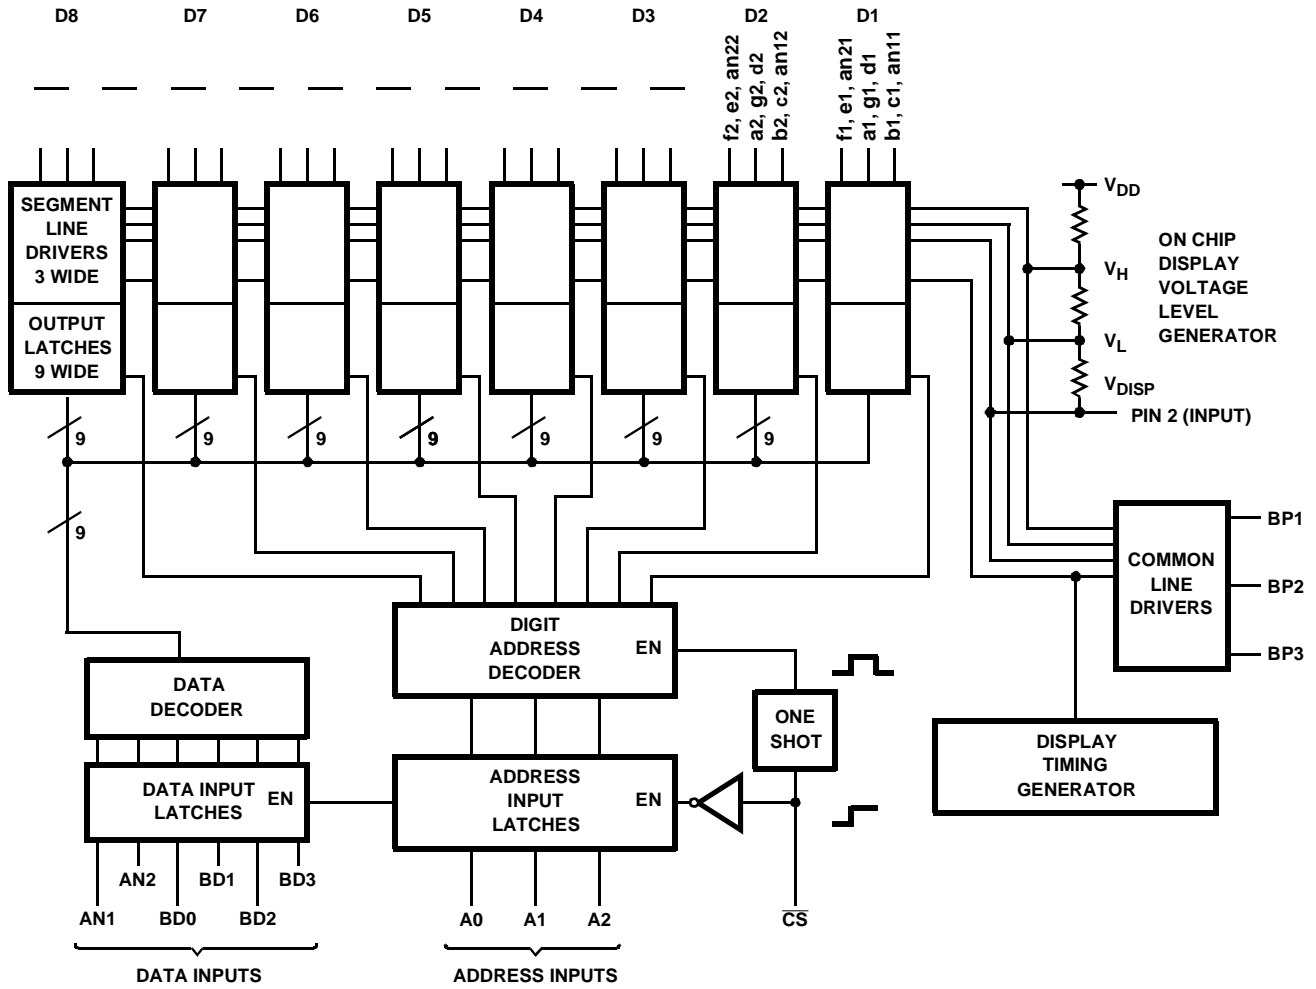 D8 D7 D6 D5 D4 D3 D2 D1
f2, e2, an22
a2, g2, d2
b2, c2, an12
f1, e1, an21
a1, g1, d1
b1, c1, an11
SEGMENT
LINE
DRIVERS
3 WIDE
OUTPUT
LATCHES
9 WIDE
VDD
VH
VL
VDISP
PIN 2 (INPUT)
ON CHIP
DISPLAY
VOLTAGE
LEVEL
GENERATOR
9 9 9 9 9 9 9
9
COMMON
LINE
DRIVERS
BP1
BP2
BP3
DIGIT
ADDRESS
DECODER
EN
DATA
DECODER
ONE
SHOT
DISPLAY
TIMING
GENERATOR
DATA INPUT
LATCHES
EN
ADDRESS
INPUT
LATCHES
EN
AN2 BD1 BD3
AN1 BD0 BD2
A0 A1 A2
CS
DATA INPUTS
ADDRESS INPUTS